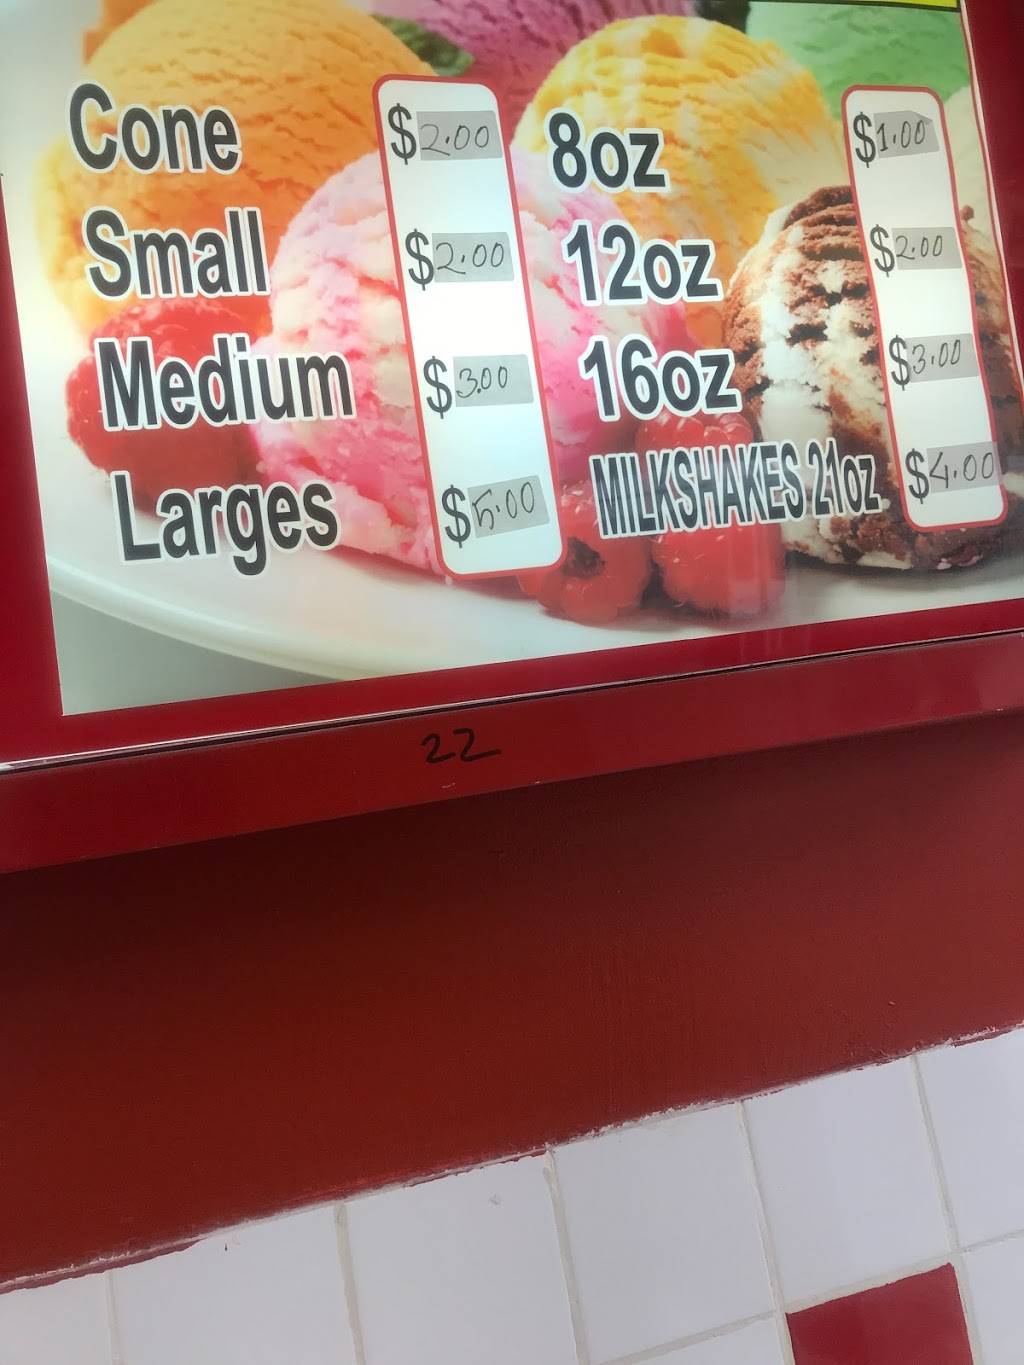 Cone $2.00
Small $2.00
Medium $3.00
Larges $5.00
8oz $1.00
12oz $2.00
16oz $3.00
MILKSHAKES 21oz $4.00
22